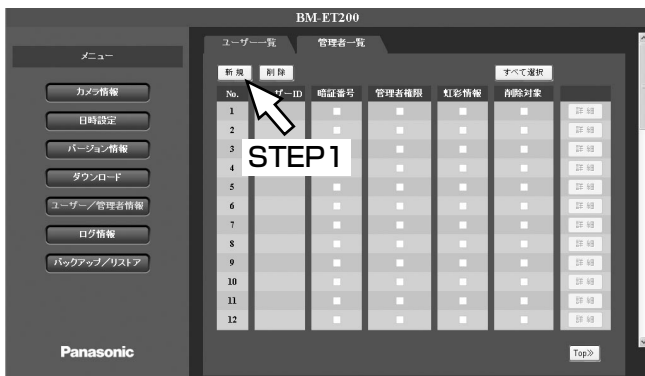 BM-ET200
メニュー
カメラ情報
日時設定
バージョン情報
ダウンロード
ユーザー/管理者情報
ログ情報
バックアップ/リストア
Panasonic
ユーザー一覧 管理者一覧
新規 削除 すべて選択
No. ザーID 暗証番号 管理者権限 虹彩情報 削除対象
1 詳細
2 詳細
3 詳細
4 詳細
5 詳細
6 詳細
7 詳細
8 詳細
9 詳細
10 詳細
11 詳細
12 詳細
STEP1
Top≫